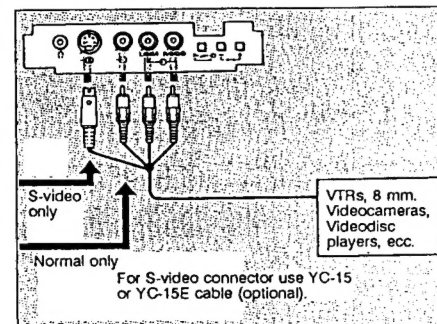 S-video
only
Normal only
VTRs, 8 mm.
Videocameras,
Videodisc
players, ecc.
For S-video connector use YC-15
or YC-15E cable (optional).